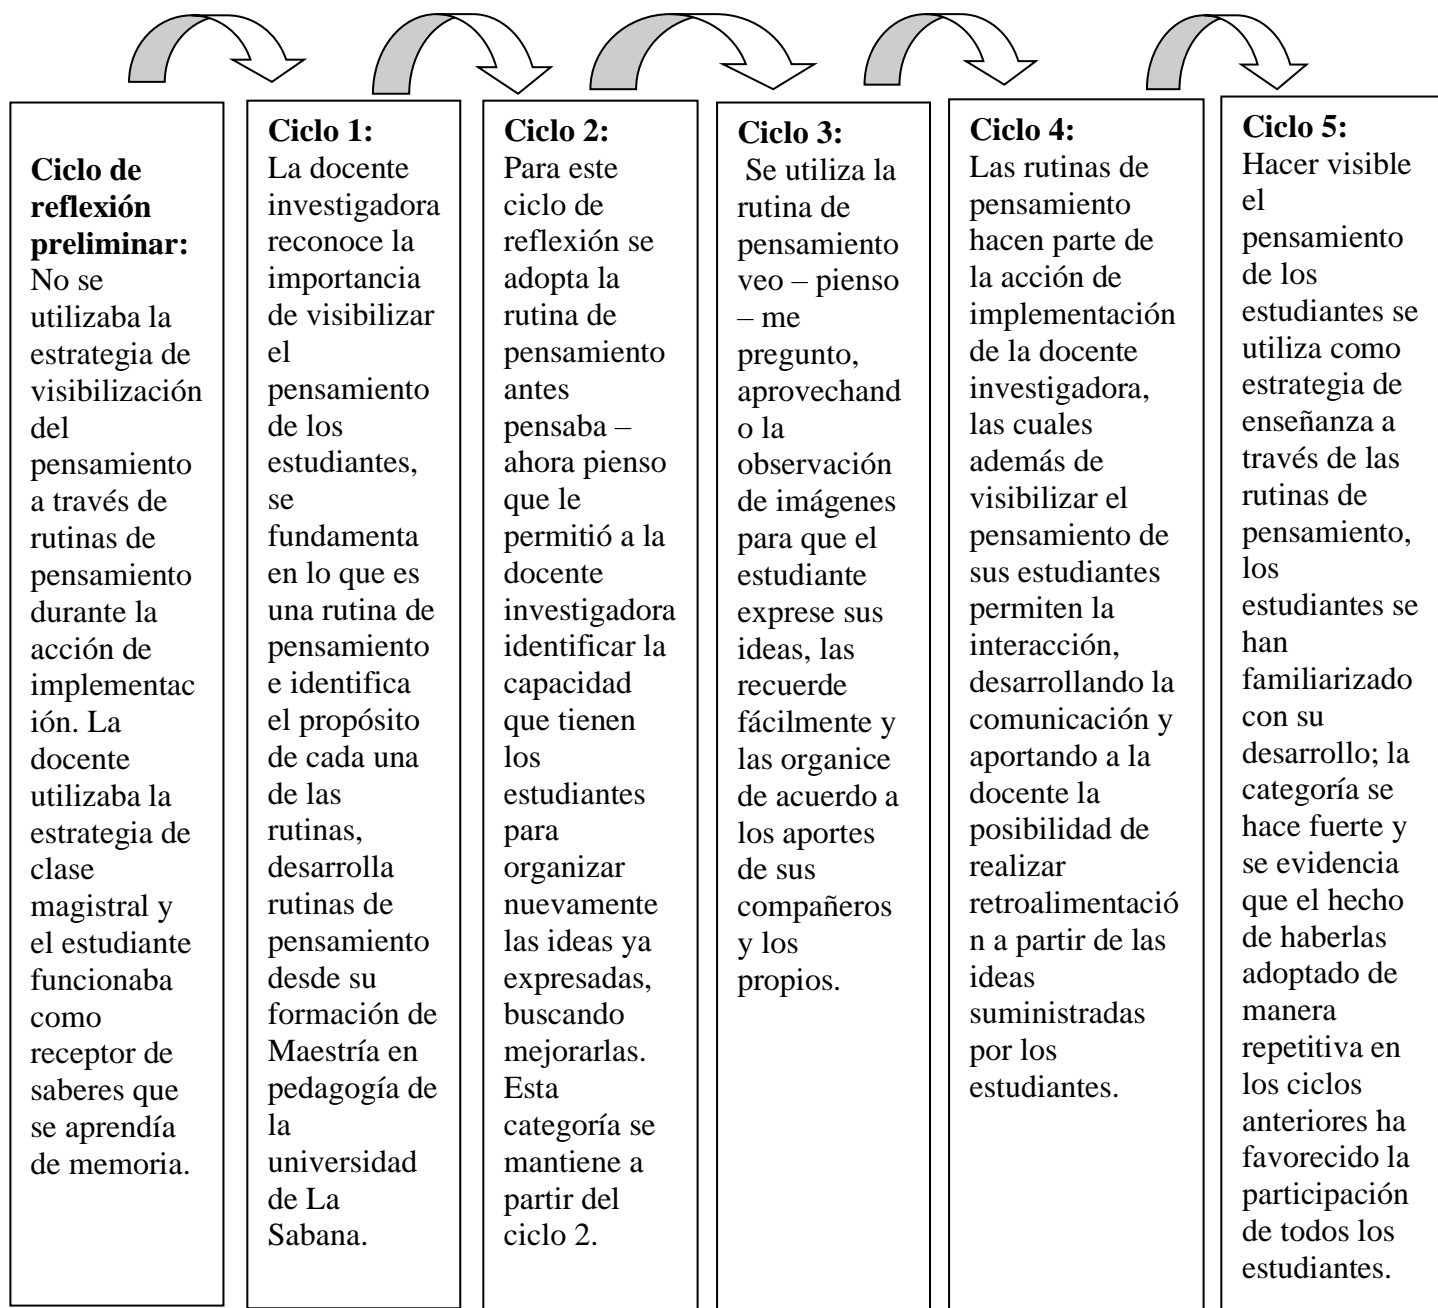 Ciclo de
reflexión
preliminar:
No se
utilizaba la
estrategia de
visibilización
del
pensamiento
a través de
rutinas de
pensamiento
durante la
acción de
implementac
ión. La
docente
utilizaba la
estrategia de
clase
magistral y
el estudiante
funcionaba
como
receptor de
saberes que
se aprendía
de memoria.
Ciclo 1:
La docente
investigadora
reconoce la
importancia
de visibilizar
el
pensamiento
de los
estudiantes,
se
fundamenta
en lo que es
una rutina de
pensamiento
e identifica
el propósito
de cada una
de las
rutinas,
desarrolla
rutinas de
pensamiento
desde su
formación de
Maestría en
pedagogía de
la
universidad
de La
Sabana.
Ciclo 2:
Para este
ciclo de
reflexión se
adopta la
rutina de
pensamiento
antes
pensaba –
ahora pienso
que le
permitió a la
docente
investigadora
identificar la
capacidad
que tienen
los
estudiantes
para
organizar
nuevamente
las ideas ya
expresadas,
buscando
mejorarlas.
Esta
categoría se
mantiene a
partir del
ciclo 2.
Ciclo 3:
Se utiliza la
rutina de
pensamiento
veo – pienso
– me
pregunto,
aprovechand
o la
observación
de imágenes
para que el
estudiante
exprese sus
ideas, las
recuerde
fácilmente y
las organice
de acuerdo a
los aportes
de sus
compañeros
y los
propios.
Ciclo 4:
Las rutinas de
pensamiento
hacen parte de
la acción de
implementación
de la docente
investigadora,
las cuales
además de
visibilizar el
pensamiento de
sus estudiantes
permiten la
interacción,
desarrollando la
comunicación y
aportando a la
docente la
posibilidad de
realizar
retroalimentació
n a partir de las
ideas
suministradas
por los
estudiantes.
Ciclo 5:
Hacer visible
el
pensamiento
de los
estudiantes se
utiliza como
estrategia de
enseñanza a
través de las
rutinas de
pensamiento,
los
estudiantes se
han
familiarizado
con su
desarrollo; la
categoría se
hace fuerte y
se evidencia
que el hecho
de haberlas
adoptado de
manera
repetitiva en
los ciclos
anteriores ha
favorecido la
participación
de todos los
estudiantes.